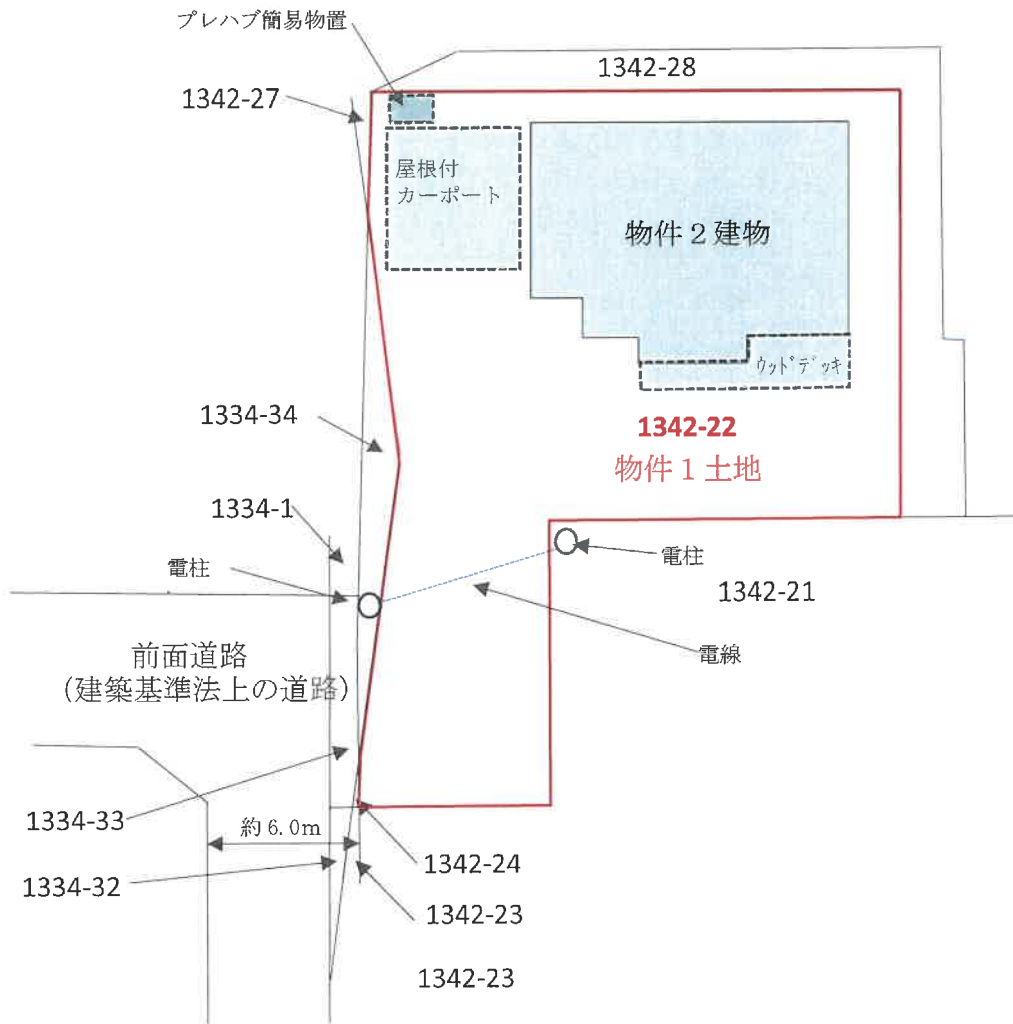 プレハブ簡易物置
1342-28
1342-27
屋根付
カーポート
物件2建物
ウッドデッキ
1334-34
1342-22
物件1土地
1334-1
電柱
電柱
1342-21
電線
前面道路
(建築基準法上の道路)
1334-33
約6.0m
1342-24
1334-32
1342-23
1342-23